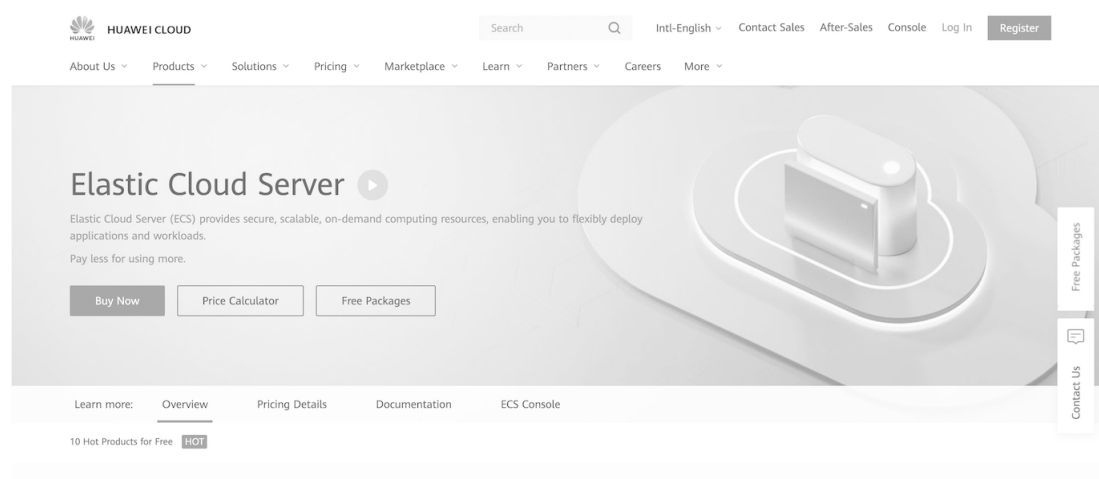 HUAWEI
HUAWEI CLOUD
Search
Intl-English
Contact Sales
After-Sales
Console
Log In
Register
About Us
Products
Solutions
Pricing
Marketplace
Learn
Partners
Careers
More
Elastic Cloud Server
Elastic Cloud Server (ECS) provides secure, scalable, on-demand computing resources, enabling you to flexibly deploy
applications and workloads.
Pay less for using more.
Buy Now
Price Calculator
Free Packages
Free Packages
Contact Us
Learn more:
Overview
Pricing Details
Documentation
ECS Console
10 Hot Products for Free
HOT